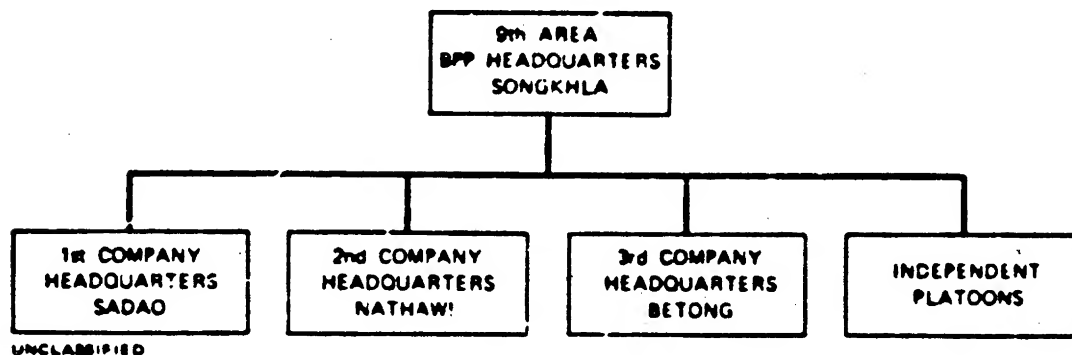 9th AREA
BPP HEADQUARTERS
SONGKHLA
1st COMPANY
HEADQUARTERS
SADAO
2nd COMPANY
HEADQUARTERS
NATHAWI
3rd COMPANY
HEADQUARTERS
BETONG
INDEPENDENT
PLATOONS
UNCLASSIFIED